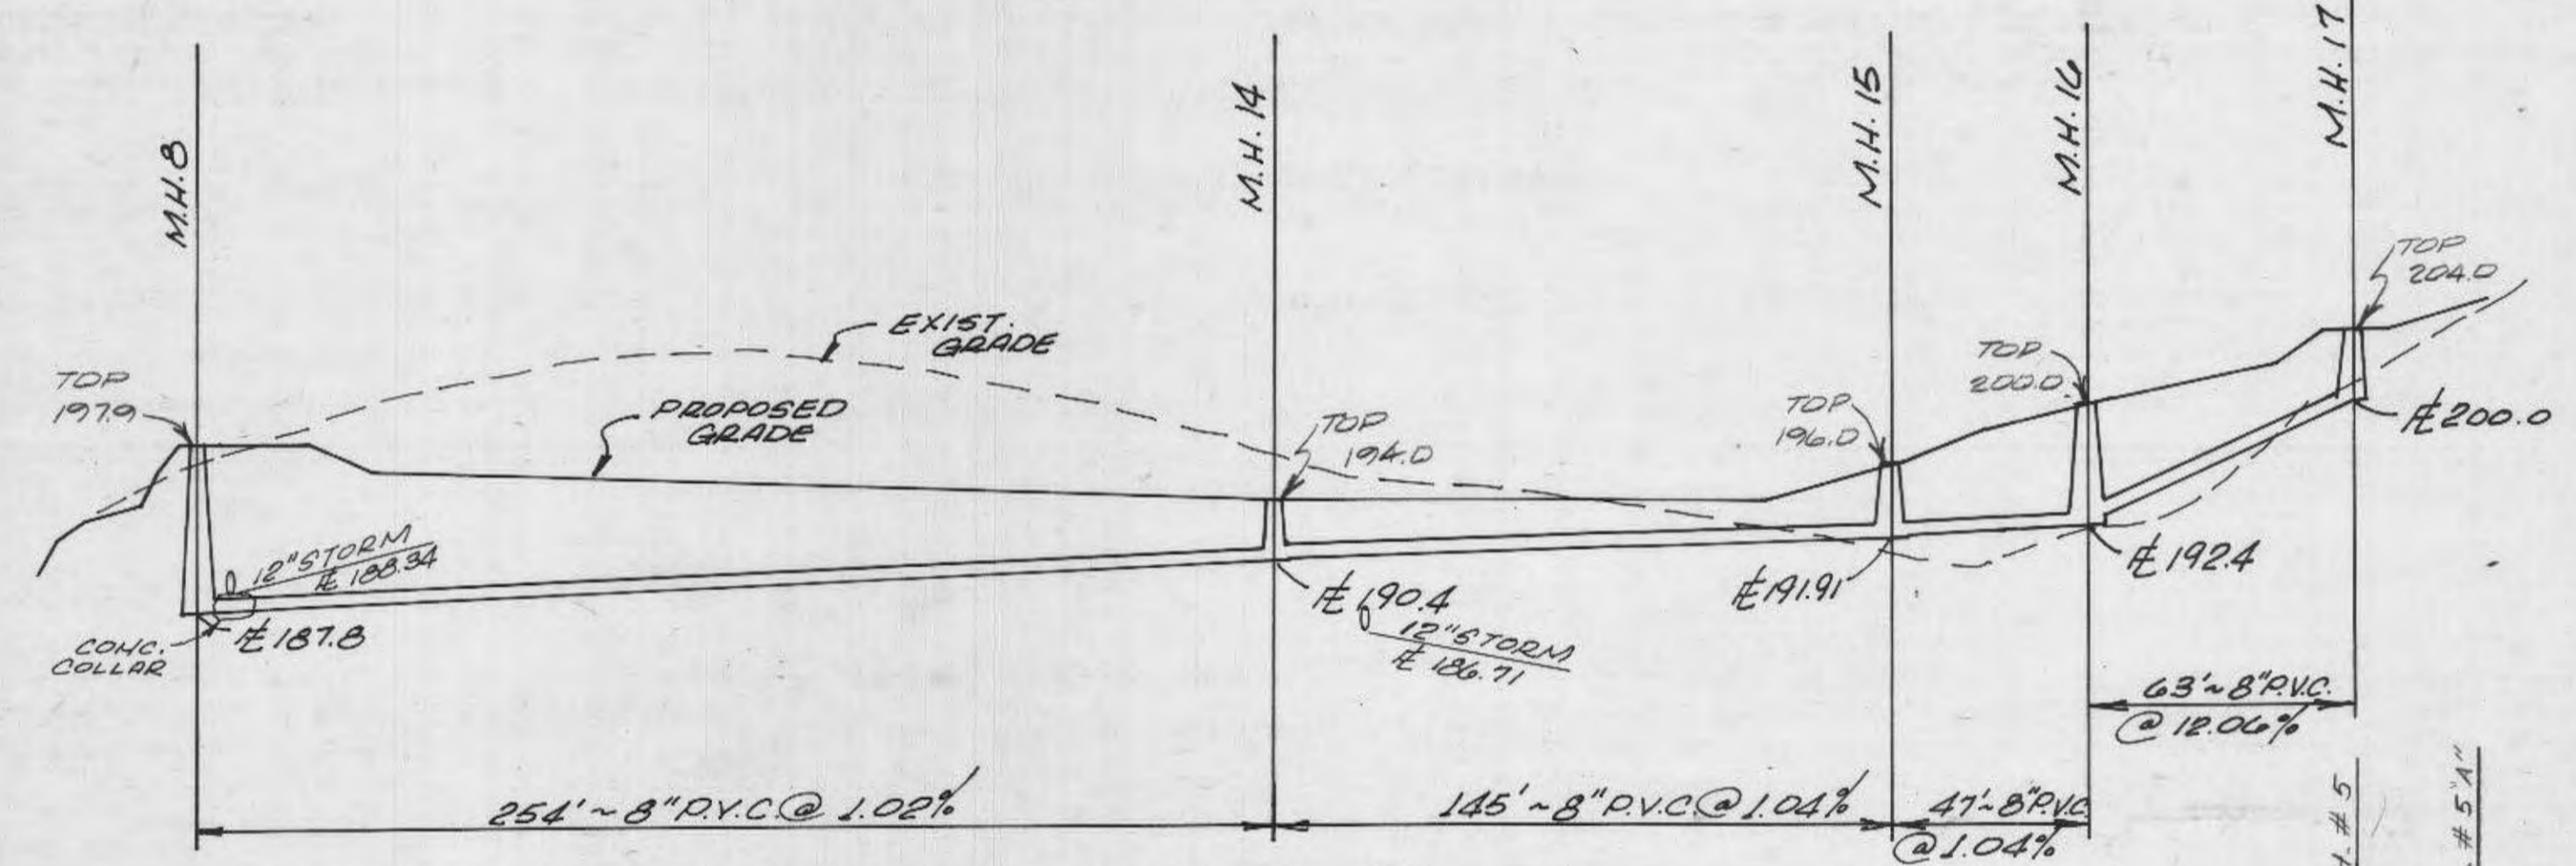 M.H. 8
M.H. 14
M.H. 15
M.H. 16
M.H. 17
TOP
204.0
EXIST.
GRADE
TOP
197.9
PROPOSED
GRADE
TOP
194.0
TOP
196.0
TOP
200.0
℄ 200.0
12" STORM
℄ 188.34
℄ 187.8
CONC.
COLLAR
℄ 190.4
12" STORM
℄ 186.71
℄ 191.91
℄ 192.4
63' ~ 8" P.V.C.
@ 12.06%
254' ~ 8" P.V.C. @ 1.02%
145' ~ 8" P.V.C. @ 1.04%
47' ~ 8" P.V.C.
@ 1.04%
# 5
# 5 "A"